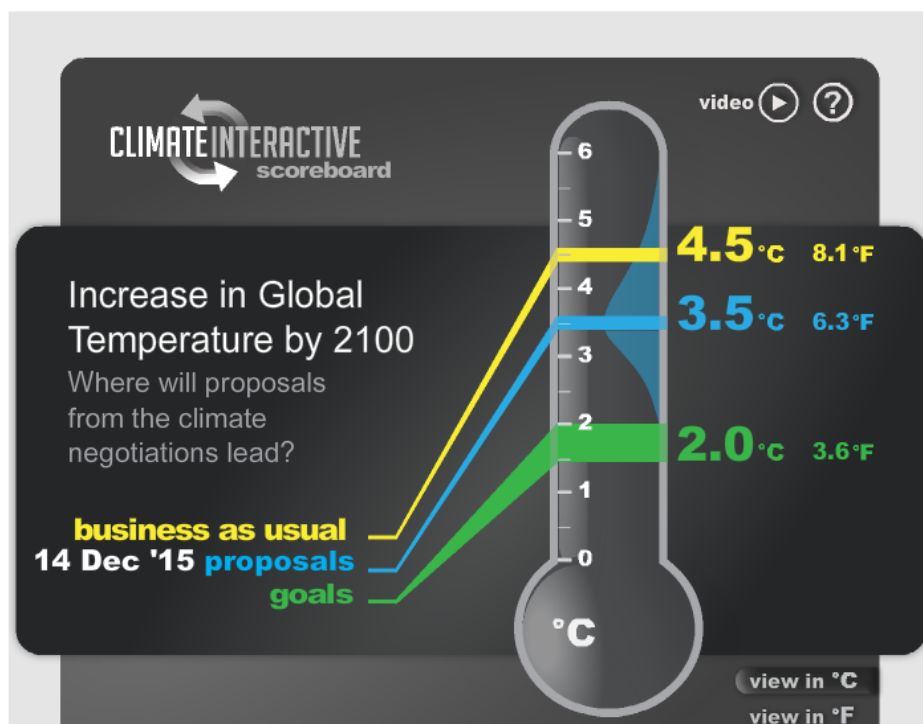 video
?
CLIMATEINTERACTIVE
scoreboard
6
5
4
3
2
1
0
4.5°C 8.1°F
3.5°C 6.3°F
2.0°C 3.6°F
Increase in Global
Temperature by 2100
Where will proposals
from the climate
negotiations lead?
business as usual
14 Dec '15 proposals
goals
°C
view in °C
view in °F